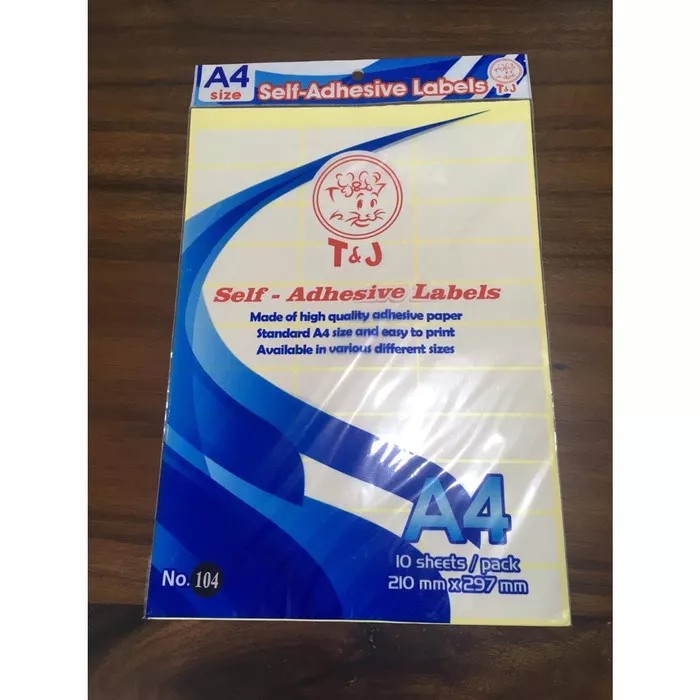 A4
size
Self-Adhesive Labels
T&J
T&J
Self - Adhesive Labels
Made of high quality adhesive paper
Standard A4 size and easy to print
Available in various different sizes
A4
10 sheets / pack
210 mm x 297 mm
No. 104